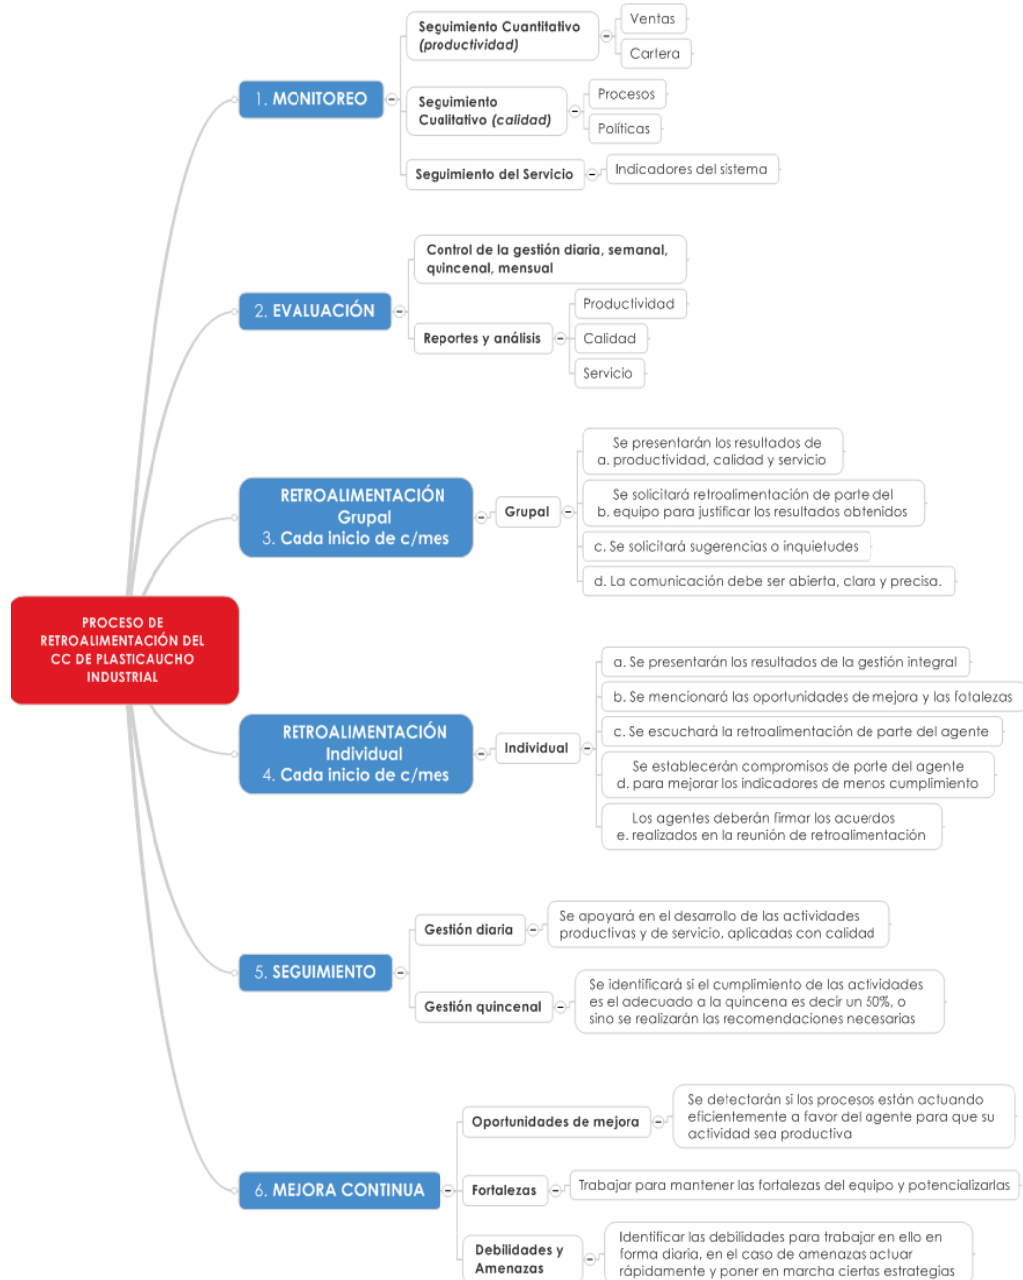 PROCESO DE
RETROALIMENTACIÓN DEL
CC DE PLASTICAUCHO
INDUSTRIAL
1. MONITOREO
Seguimiento Cuantitativo
(productividad)
Ventas
Cartera
Seguimiento
Cualitativo (calidad)
Procesos
Políticas
Seguimiento del Servicio
Indicadores del sistema
2. EVALUACIÓN
Control de la gestión diaria, semanal,
quincenal, mensual
Reportes y análisis
Productividad
Calidad
Servicio
RETROALIMENTACIÓN
Grupal
3. Cada inicio de c/mes
Grupal
Se presentarán los resultados de
a. productividad, calidad y servicio
Se solicitará retroalimentación de parte del
b. equipo para justificar los resultados obtenidos
c. Se solicitará sugerencias o inquietudes
d. La comunicación debe ser abierta, clara y precisa.
RETROALIMENTACIÓN
Individual
4. Cada inicio de c/mes
Individual
a. Se presentarán los resultados de la gestión integral
b. Se mencionará las oportunidades de mejora y las fotalezas
c. Se escuchará la retroalimentación de parte del agente
Se establecerán compromisos de parte del agente
d. para mejorar los indicadores de menos cumplimiento
Los agentes deberán firmar los acuerdos
e. realizados en la reunión de retroalimentación
5. SEGUIMIENTO
Gestión diaria
Se apoyará en el desarrollo de las actividades
productivas y de servicio, aplicadas con calidad
Gestión quincenal
Se identificará si el cumplimiento de las actividades
es el adecuado a la quincena es decir un 50%, o
sino se realizarán las recomendaciones necesarias
6. MEJORA CONTINUA
Oportunidades de mejora
Se detectarán si los procesos están actuando
eficientemente a favor del agente para que su
actividad sea productiva
Fortalezas
Trabajar para mantener las fortalezas del equipo y potencializarlas
Debilidades y
Amenazas
Identificar las debilidades para trabajar en ello en
forma diaria, en el caso de amenazas actuar
rápidamente y poner en marcha ciertas estrategias